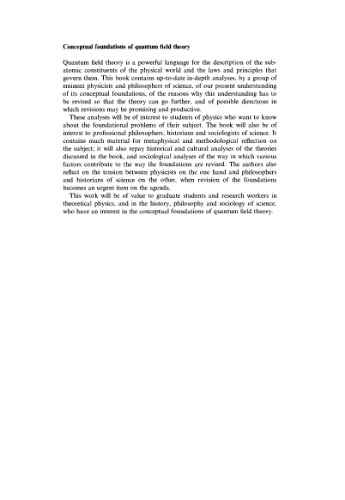 Conceptual foundations of quantum field theory
Quantum field theory is a powerful language for the description of the sub-
atomic constituents of the physical world and the laws and principles that
govern them. This book contains up-to-date in-depth analyses, by a group of
eminent physicists and philosophers of science, of our present understanding
of its conceptual foundations, of the reasons why this understanding has to
be revised so that the theory can go further, and of possible directions in
which revisions may be promising and productive.
These analyses will be of interest to students of physics who want to know
about the foundational problems of their subject. The book will also be of
interest to professional philosophers, historians and sociologists of science. It
contains much material for metaphysical and methodological reflection on
the subject; it will also repay historical and cultural analyses of the theories
discussed in the book, and sociological analyses of the way in which various
factors contribute to the way the foundations are revised. The authors also
reflect on the tension between physicists on the one hand and philosophers
and historians of science on the other, when revision of the foundations
becomes an urgent item on the agenda.
This work will be of value to graduate students and research workers in
theoretical physics, and in the history, philosophy and sociology of science,
who have an interest in the conceptual foundations of quantum field theory.